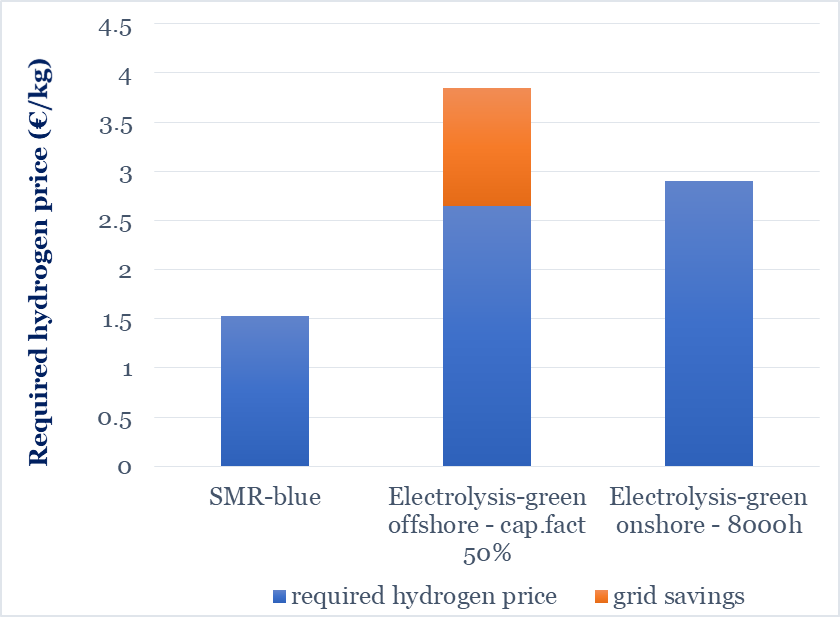 Required hydrogen price (€/kg)
4.5
4
3.5
3
2.5
2
1.5
1
0.5
0
SMR-blue
Electrolysis-green
offshore - cap.fact
50%
Electrolysis-green
onshore - 8000h
required hydrogen price
grid savings